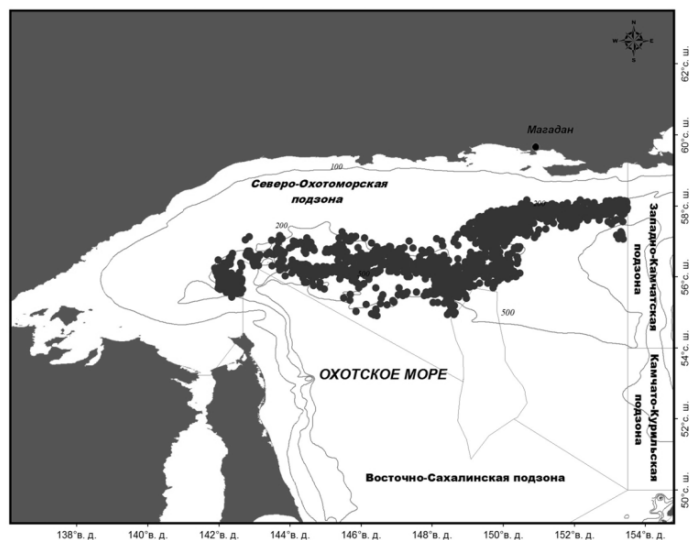 N
W E
S
Магадан
100
Северо-Охотоморская
подзона
200
200
500
ОХОТСКОЕ МОРЕ
Восточно-Сахалинская подзона
Западно-Камчатская
подзона
Камчато-Курильская
подзона
62°с. ш.
60°с. ш.
58°с. ш.
56°с. ш.
54°с. ш.
52°с. ш.
50°с. ш.
138°в. д. 140°в. д. 142°в. д. 144°в. д. 146°в. д. 148°в. д. 150°в. д. 152°в. д. 154°в. д.